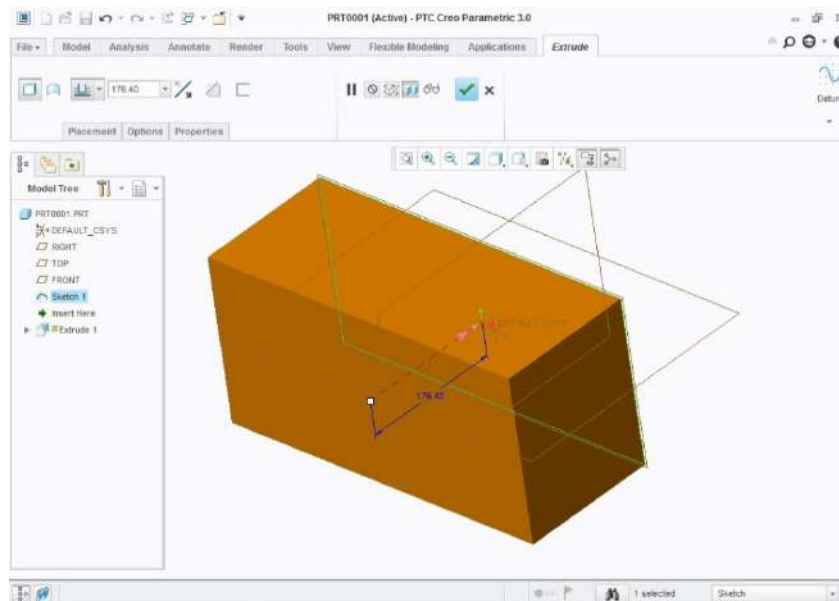 PRT0001 (Active) - PTC Creo Parametric 3.0
File Model Analysis Annotate Render Tools View Flexible Modeling Applications Extrude
176.40
Datum
Placement Options Properties
Model Tree
PRT0001.PRT
DEFAULT_CSYS
RIGHT
TOP
FRONT
Sketch 1
Insert Here
Extrude 1
176.40
1 selected Sketch